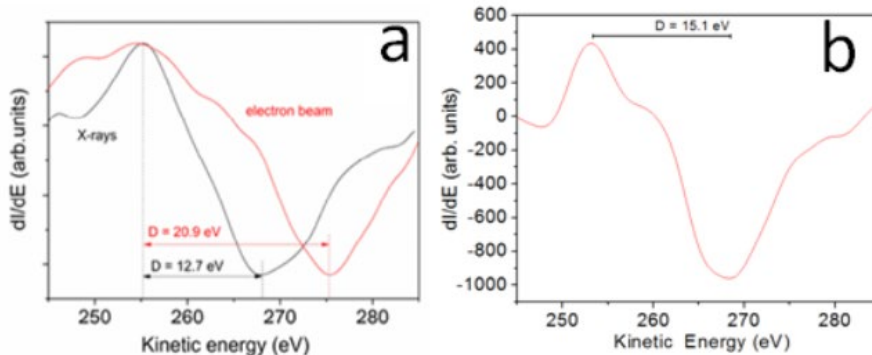 a
dI/dE (arb.units)
electron beam
X-rays
D = 20.9 eV
D = 12.7 eV
250 260 270 280
Kinetic energy (eV)
b
D = 15.1 eV
dI/dE (arb. units)
600
400
200
0
-200
-400
-600
-800
-1000
250 260 270 280
Kinetic Energy (eV)